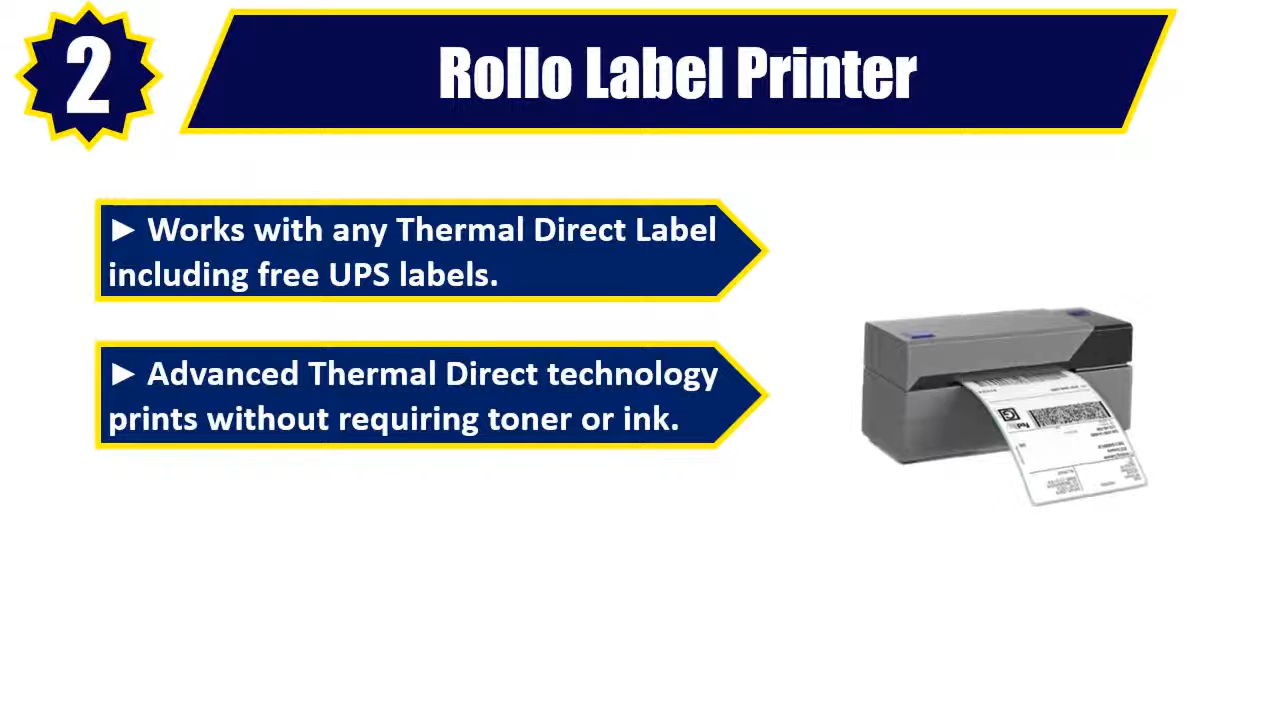 2
Rollo Label Printer
► Works with any Thermal Direct Label
including free UPS labels.
► Advanced Thermal Direct technology
prints without requiring toner or ink.